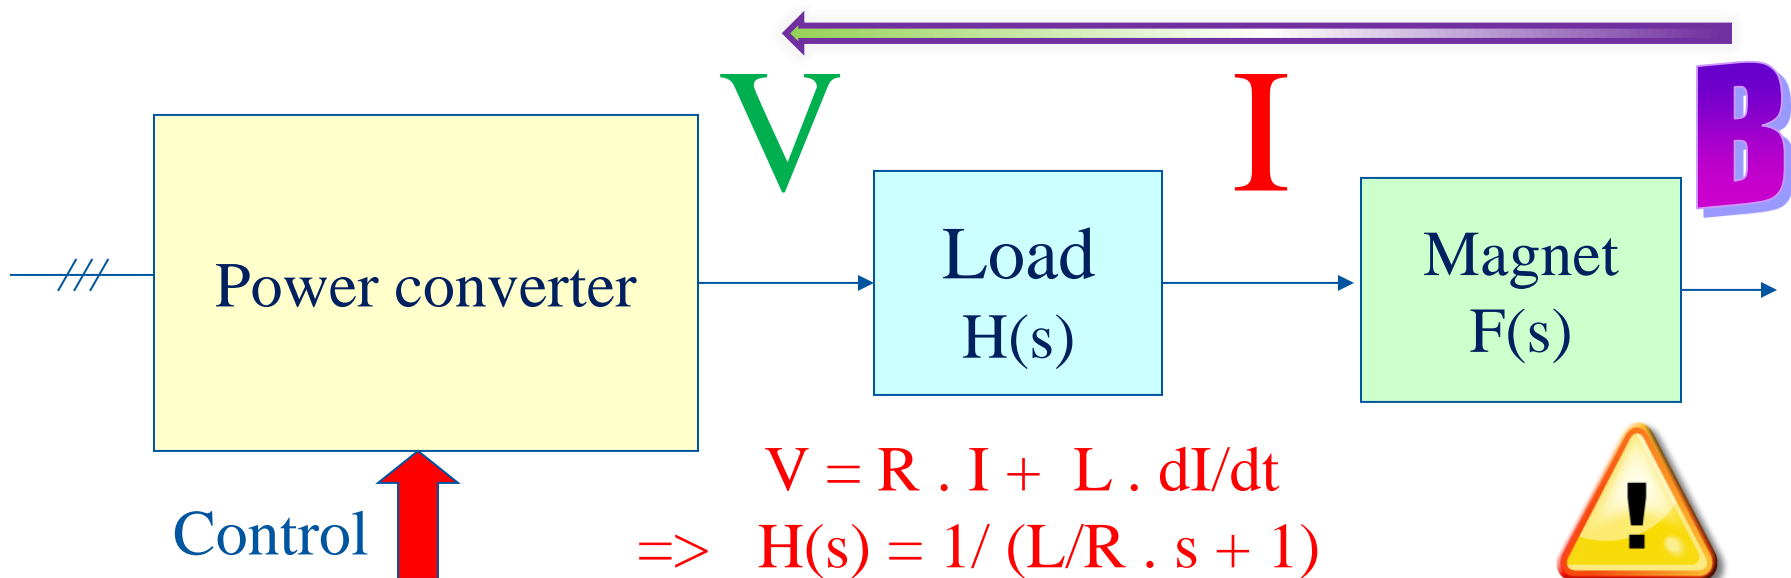 V
I
B
Power converter
Load
H(s)
Magnet
F(s)
V = R . I + L . dI/dt
=> H(s) = 1/ (L/R . s + 1)
Control
!